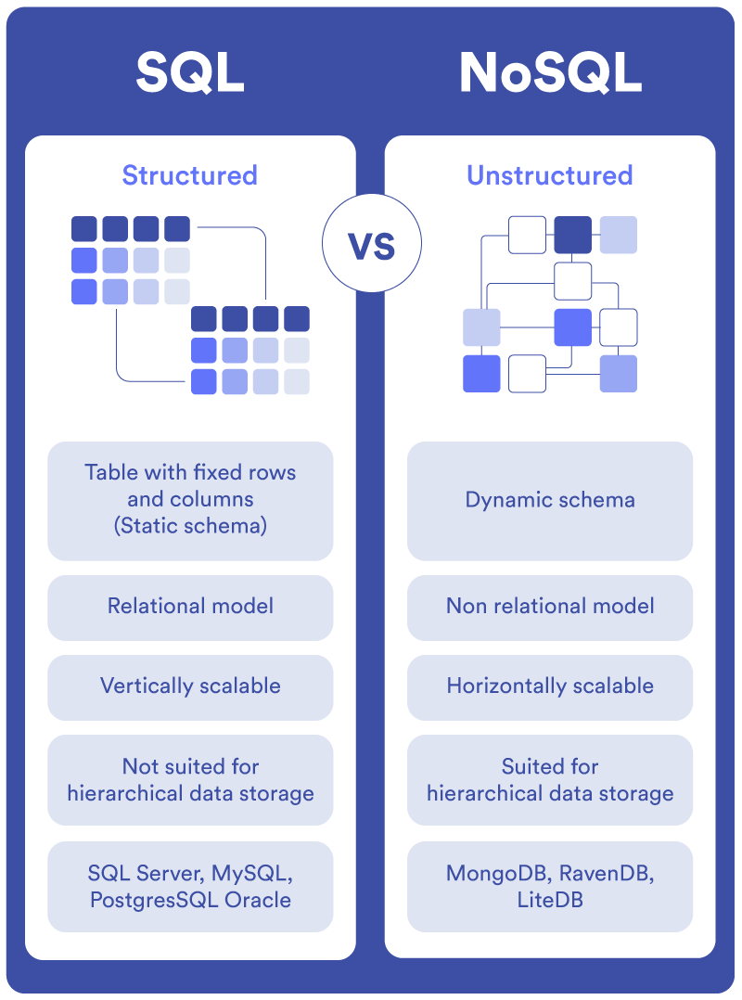 SQL
NoSQL
VS
Structured
Table with fixed rows
and columns
(Static schema)
Relational model
Vertically scalable
Not suited for
hierarchical data storage
SQL Server, MySQL,
PostgresSQL Oracle
Unstructured
Dynamic schema
Non relational model
Horizontally scalable
Suited for
hierarchical data storage
MongoDB, RavenDB,
LiteDB